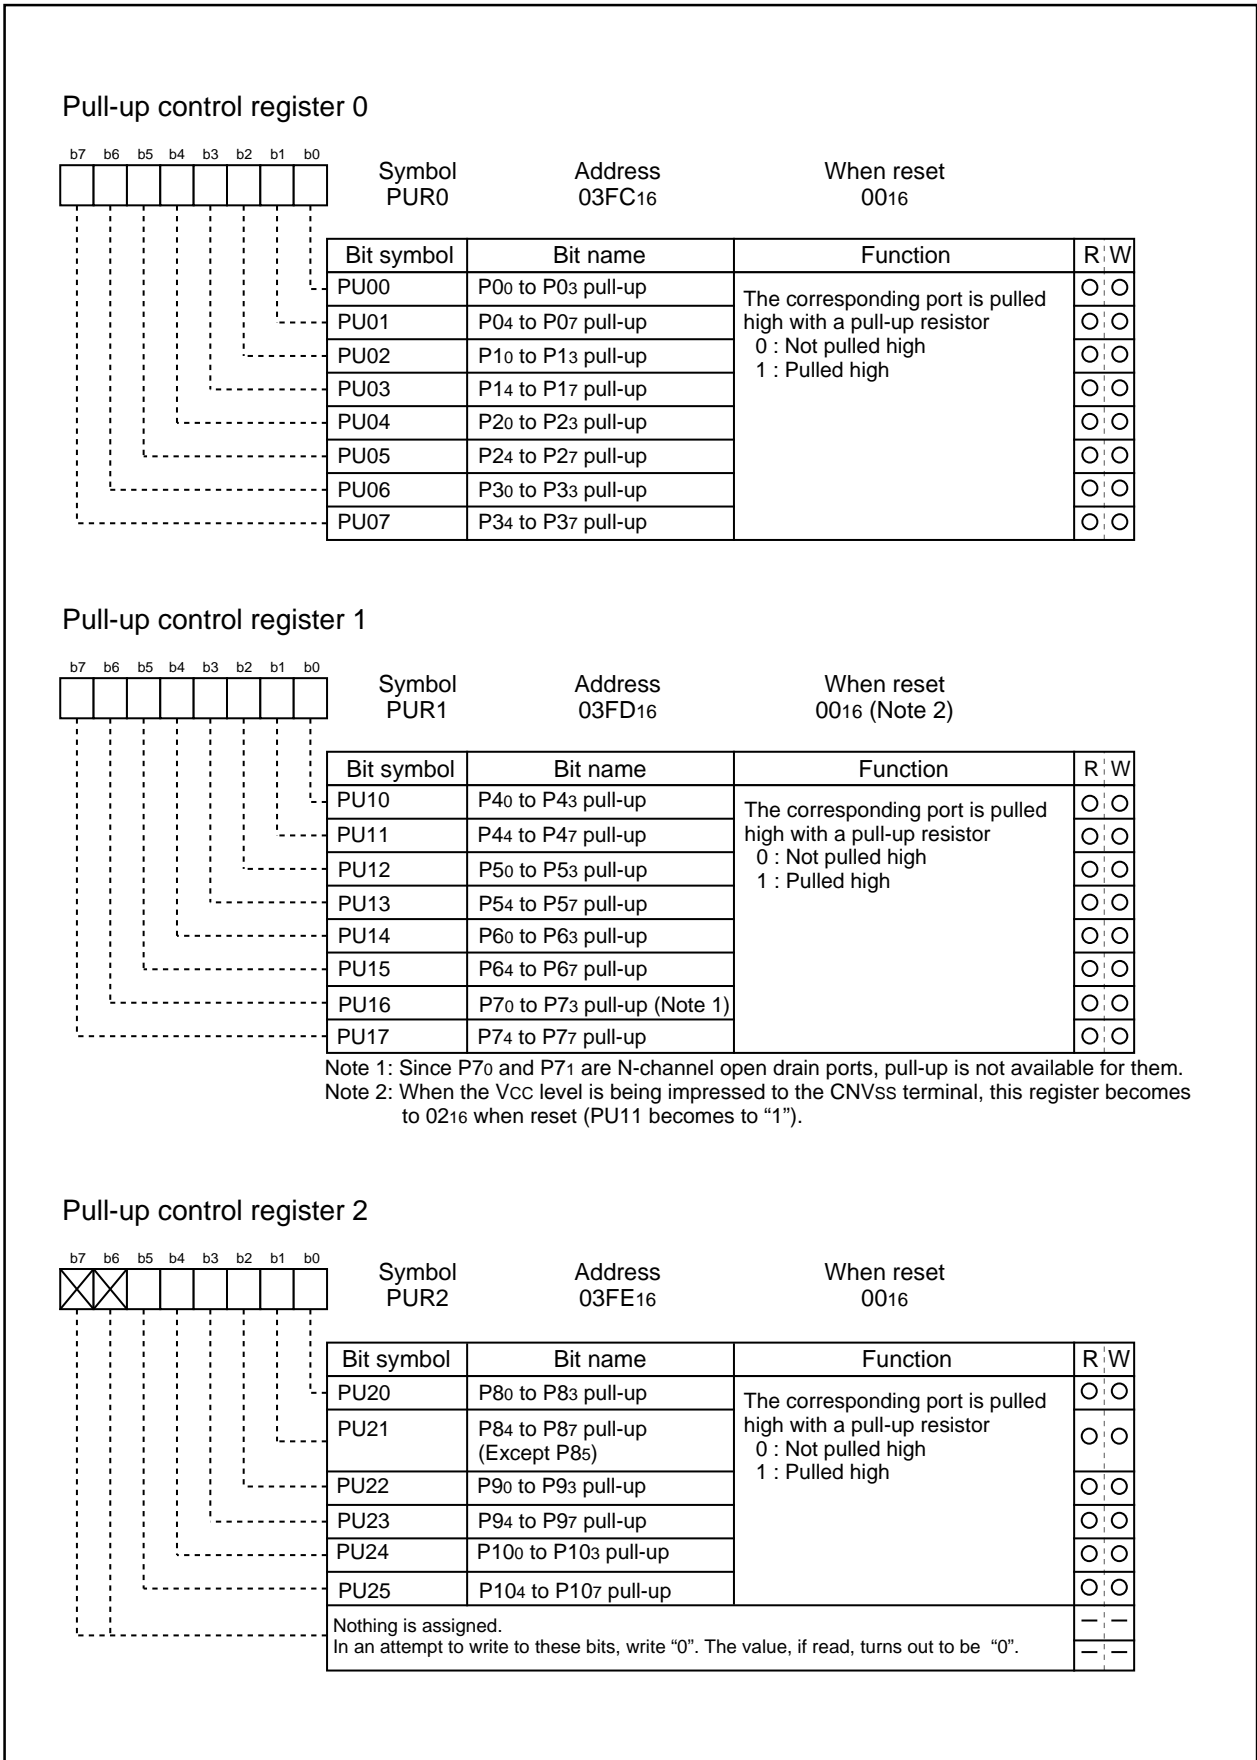 Pull-up control register 0
b7 b6 b5 b4 b3 b2 b1 b0
Symbol Address When reset
PUR0 03FC16 0016
Bit symbol Bit name Function R W
PU00 P00 to P03 pull-up The corresponding port is pulled
PU01 P04 to P07 pull-up high with a pull-up resistor
PU02 P10 to P13 pull-up 0 : Not pulled high
PU03 P14 to P17 pull-up 1 : Pulled high
PU04 P20 to P23 pull-up
PU05 P24 to P27 pull-up
PU06 P30 to P33 pull-up
PU07 P34 to P37 pull-up
Pull-up control register 1
b7 b6 b5 b4 b3 b2 b1 b0
Symbol Address When reset
PUR1 03FD16 0016 (Note 2)
Bit symbol Bit name Function R W
PU10 P40 to P43 pull-up The corresponding port is pulled
PU11 P44 to P47 pull-up high with a pull-up resistor
PU12 P50 to P53 pull-up 0 : Not pulled high
PU13 P54 to P57 pull-up 1 : Pulled high
PU14 P60 to P63 pull-up
PU15 P64 to P67 pull-up
PU16 P70 to P73 pull-up (Note 1)
PU17 P74 to P77 pull-up
Note 1: Since P70 and P71 are N-channel open drain ports, pull-up is not available for them.
Note 2: When the VCC level is being impressed to the CNVSS terminal, this register becomes
to 0216 when reset (PU11 becomes to “1”).
Pull-up control register 2
b7 b6 b5 b4 b3 b2 b1 b0
Symbol Address When reset
PUR2 03FE16 0016
Bit symbol Bit name Function R W
PU20 P80 to P83 pull-up The corresponding port is pulled
PU21 P84 to P87 pull-up high with a pull-up resistor
(Except P85) 0 : Not pulled high
PU22 P90 to P93 pull-up 1 : Pulled high
PU23 P94 to P97 pull-up
PU24 P100 to P103 pull-up
PU25 P104 to P107 pull-up
Nothing is assigned.
In an attempt to write to these bits, write “0”. The value, if read, turns out to be “0”.